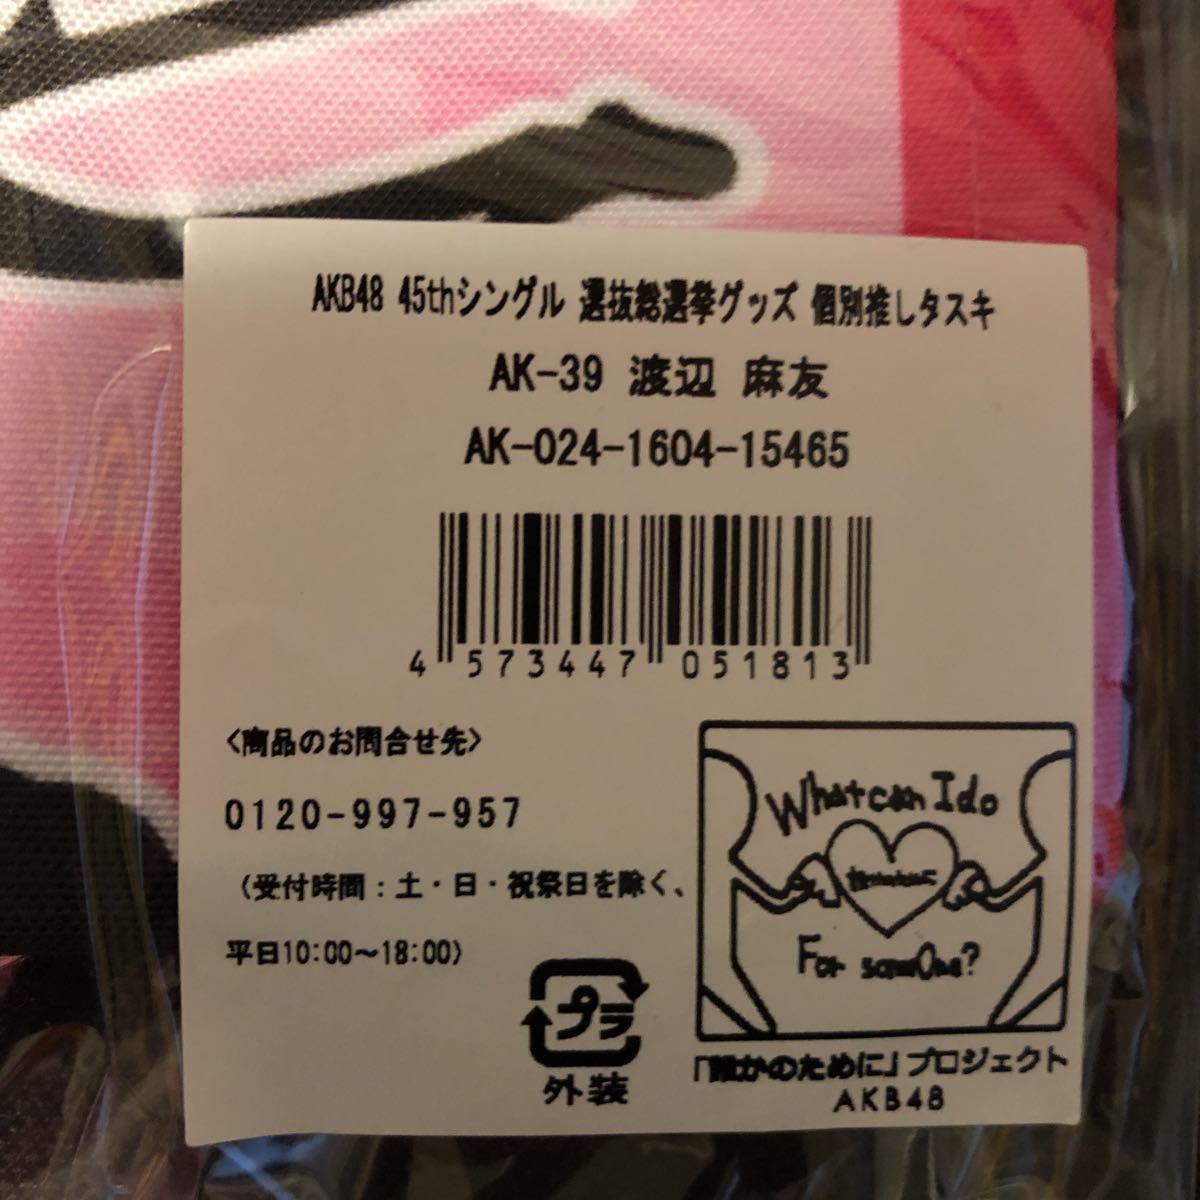 AKB48 45thシングル 選抜総選挙グッズ 個別推しタスキ
AK-39 渡辺 麻友
AK-024-1604-15465
4 573447 051813
<商品のお問合せ先>
0120-997-957
(受付時間:土・日・祝祭日を除く、
平日10:00〜18:00)
プラ
外装
What can I do
For someOne?
「誰かのために」プロジェクト
AKB48